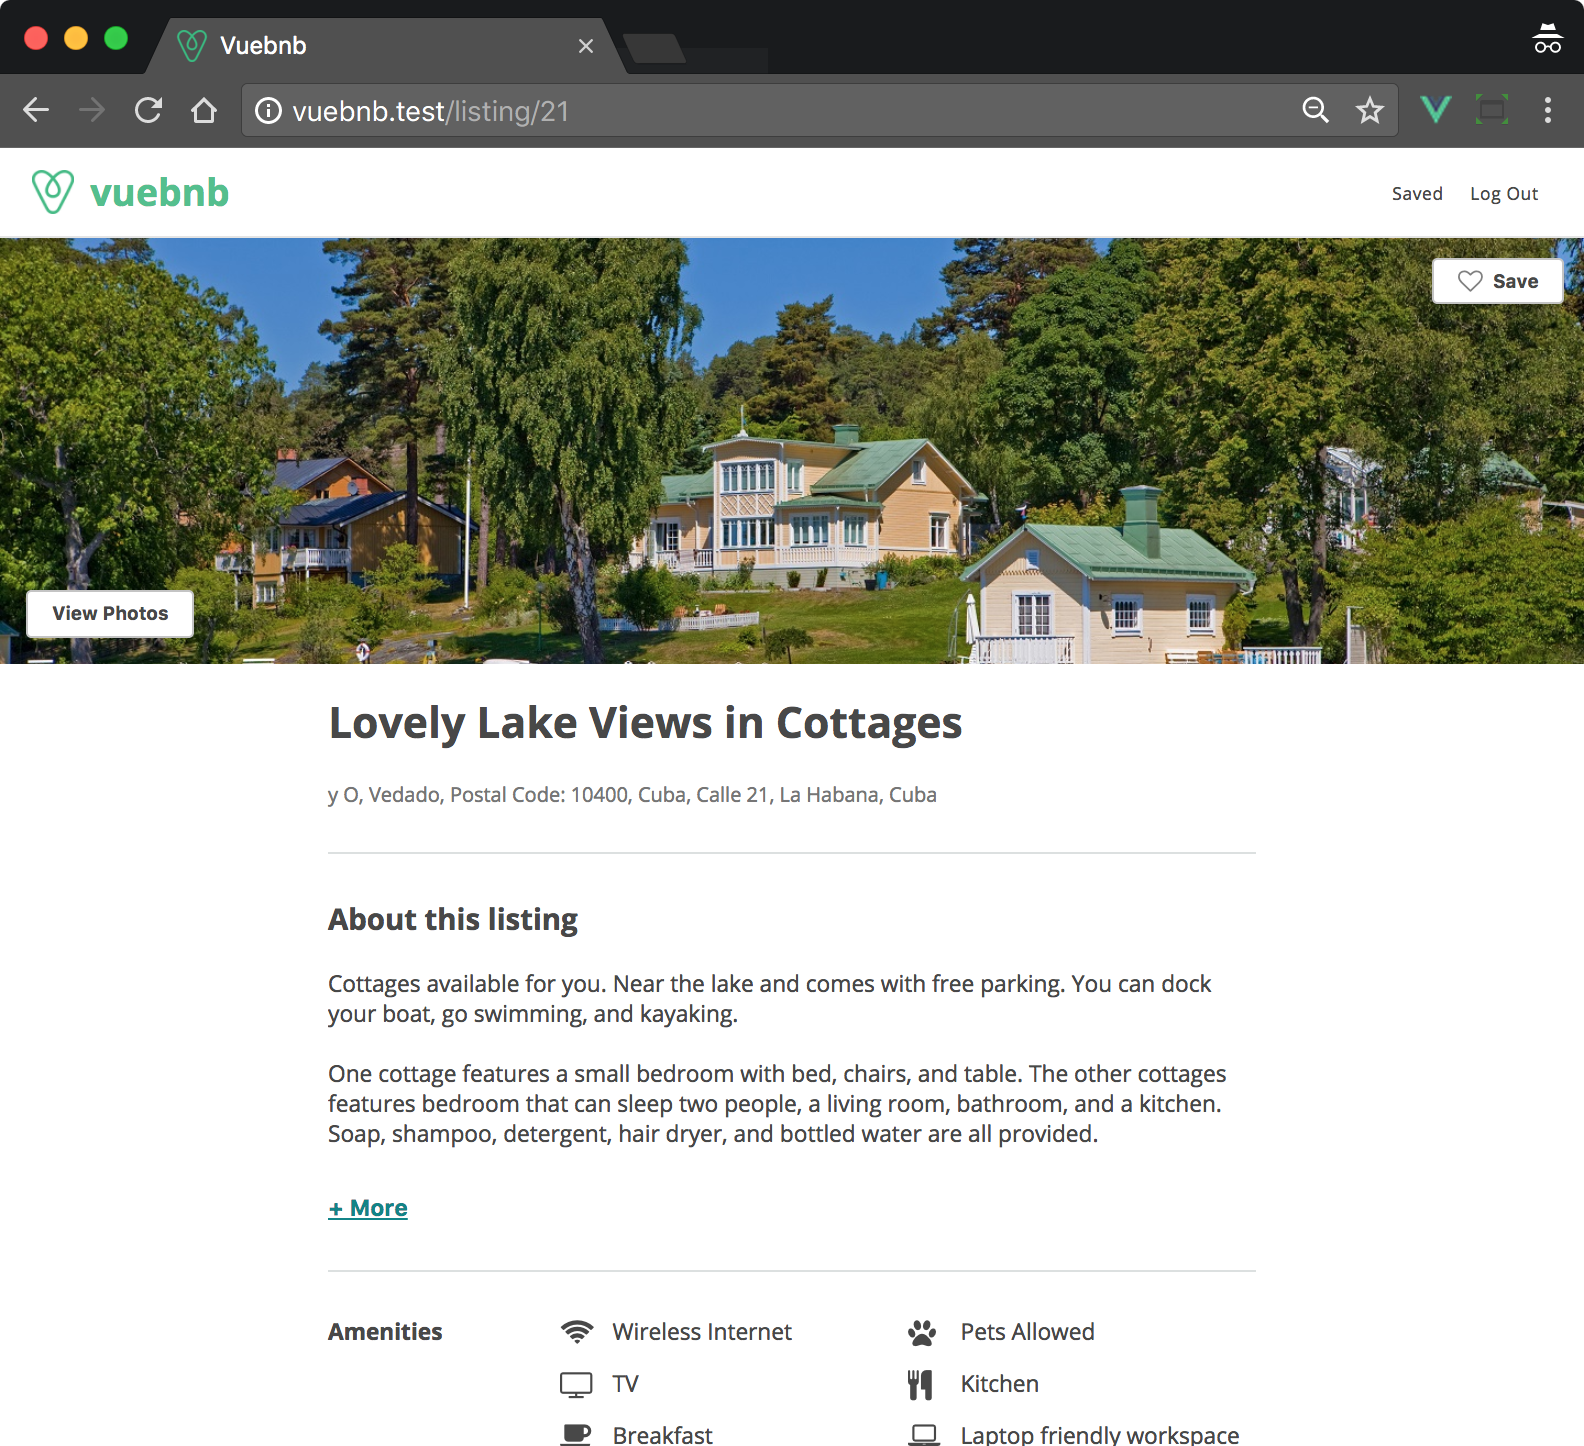 Vuebnb
vuebnb.test/listing/21
vuebnb
Saved
Log Out
Save
View Photos
Lovely Lake Views in Cottages
y O, Vedado, Postal Code: 10400, Cuba, Calle 21, La Habana, Cuba
About this listing
Cottages available for you. Near the lake and comes with free parking. You can dock
your boat, go swimming, and kayaking.
One cottage features a small bedroom with bed, chairs, and table. The other cottages
features bedroom that can sleep two people, a living room, bathroom, and a kitchen.
Soap, shampoo, detergent, hair dryer, and bottled water are all provided.
+ More
Amenities
Wireless Internet
Pets Allowed
TV
Kitchen
Breakfast
Laptop friendly workspace